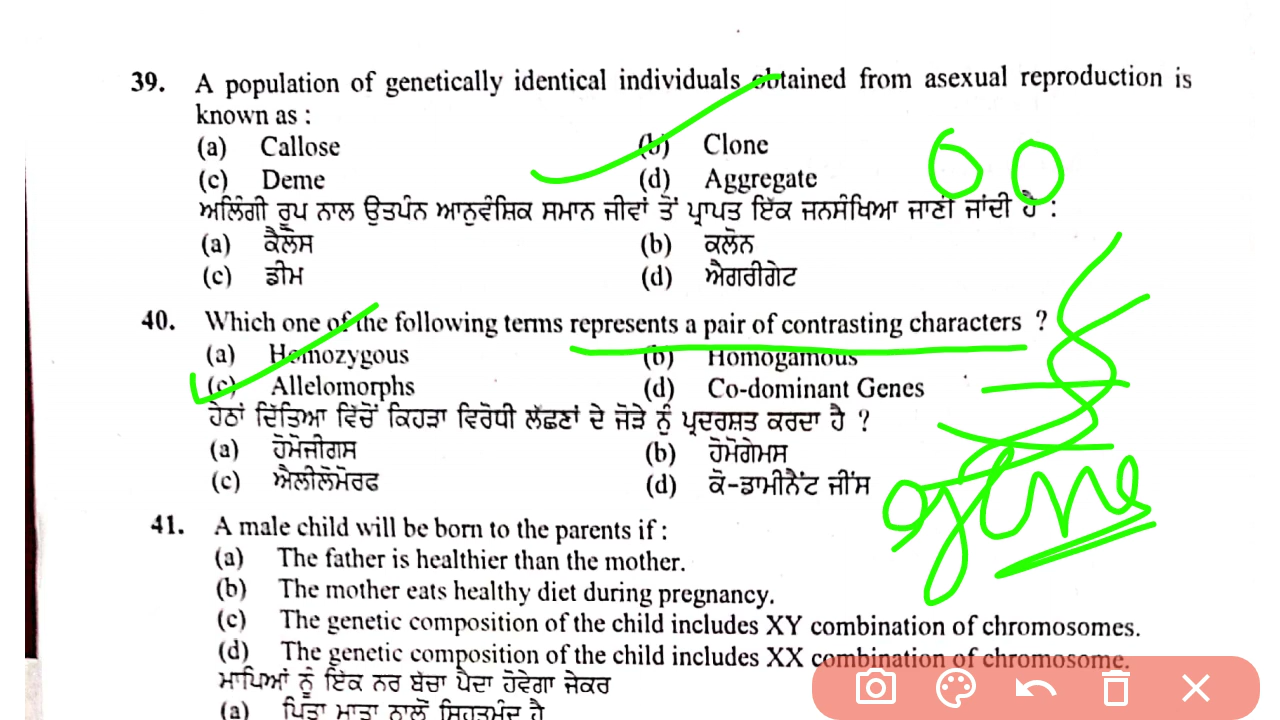 39. A population of genetically identical individuals obtained from asexual reproduction is
known as :
(a) Callose (b) Clone
(c) Deme (d) Aggregate
60
ਅਲਿੰਗੀ ਰੂਪ ਨਾਲ ਉਤਪੰਨ ਆਨੁਵੰਸ਼ਿਕ ਸਮਾਨ ਜੀਵਾਂ ਤੋਂ ਪ੍ਰਾਪਤ ਇੱਕ ਜਨਸੰਖਿਆ ਜਾਣੀ ਜਾਂਦੀ ਹੈ :
(a) ਕੈਲੋਸ (b) ਕਲੋਨ
(c) ਡੀਮ (d) ਐਗਰੀਗੇਟ
40. Which one of the following terms represents a pair of contrasting characters ?
(a) Homozygous (b) Homogamous
(c) Allelomorphs (d) Co-dominant Genes
ਹੇਠਾਂ ਦਿੱਤਿਆ ਵਿੱਚੋਂ ਕਿਹੜਾ ਵਿਰੋਧੀ ਲੱਛਣਾਂ ਦੇ ਜੋੜੇ ਨੂੰ ਪ੍ਰਦਰਸ਼ਤ ਕਰਦਾ ਹੈ ?
(a) ਹੋਮੋਜੀਗਸ (b) ਹੋਮੋਗੇਮਸ
(c) ਐਲੀਲੋਮੋਰਫ (d) ਕੋ-ਡਾਮੀਨੈਂਟ ਜੀਂਸ
41. A male child will be born to the parents if :
(a) The father is healthier than the mother.
(b) The mother eats healthy diet during pregnancy.
(c) The genetic composition of the child includes XY combination of chromosomes.
(d) The genetic composition of the child includes XX combination of chromosome.
ਮਾਪਿਆਂ ਨੂੰ ਇੱਕ ਨਰ ਬੱਚਾ ਪੈਦਾ ਹੋਵੇਗਾ ਜੇਕਰ
(a) ਪਿਤਾ ਮਾਤਾ ਨਾਲੋਂ ਸਿਹਤਮੰਦ ਹੈ